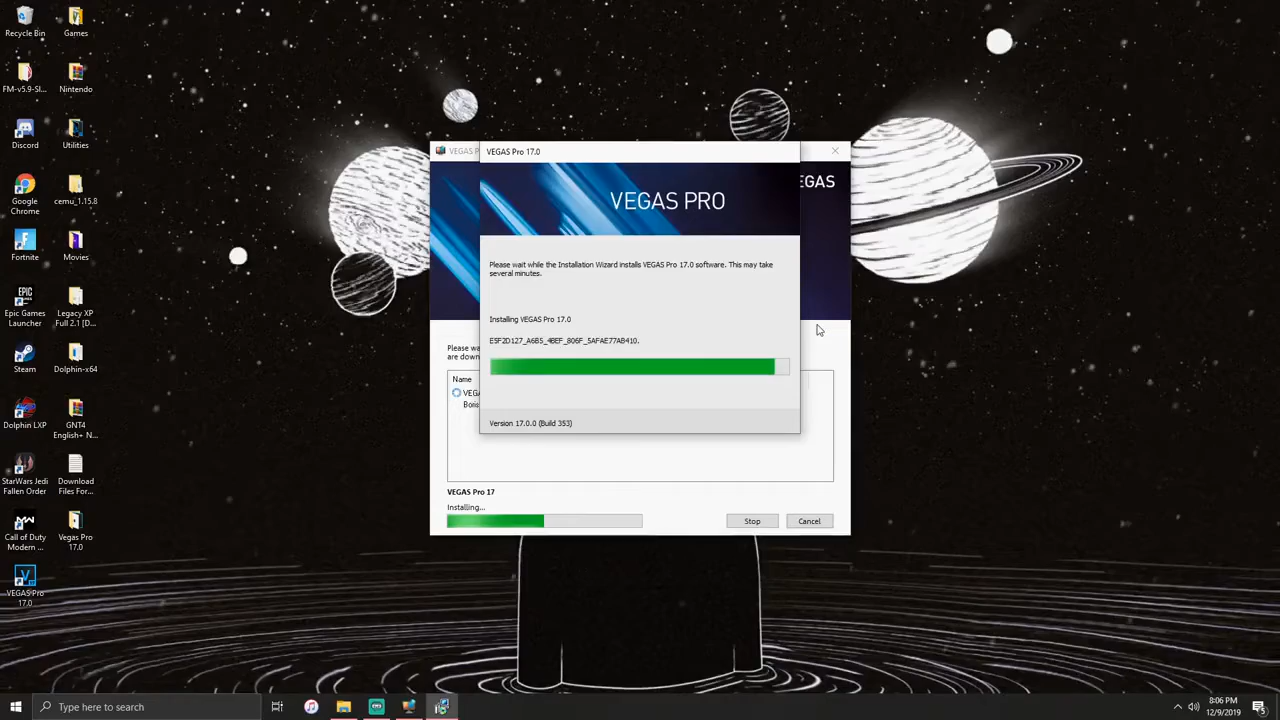 Recycle Bin
Games
FM-v5.9-Sl...
Nintendo
Discord
Utilities
Google
Chrome
cemu_1.15.8
Fortnite
Movies
EPIC
GAMES
Epic Games
Launcher
Legacy XP
Full 2.1 [D...
Steam
Dolphin-x64
Dolphin LXP
GNT4
English+ N...
StarWars Jedi
Fallen Order
Download
Files For...
Call of Duty
Modern ...
Vegas Pro
17.0
VEGAS Pro
17.0
VEGAS P
VEGAS Pro 17.0
EGAS
VEGAS PRO
Please wait while the Installation Wizard installs VEGAS Pro 17.0 software. This may take
several minutes.
Installing VEGAS Pro 17.0
E5F2D127_A6B5_4BEF_806F_5AFAE77AB410.
Version 17.0.0 (Build 353)
Please wa
are down
Name
VEGA
Boris
VEGAS Pro 17
Installing...
Stop
Cancel
Type here to search
8:06 PM
12/9/2019
5